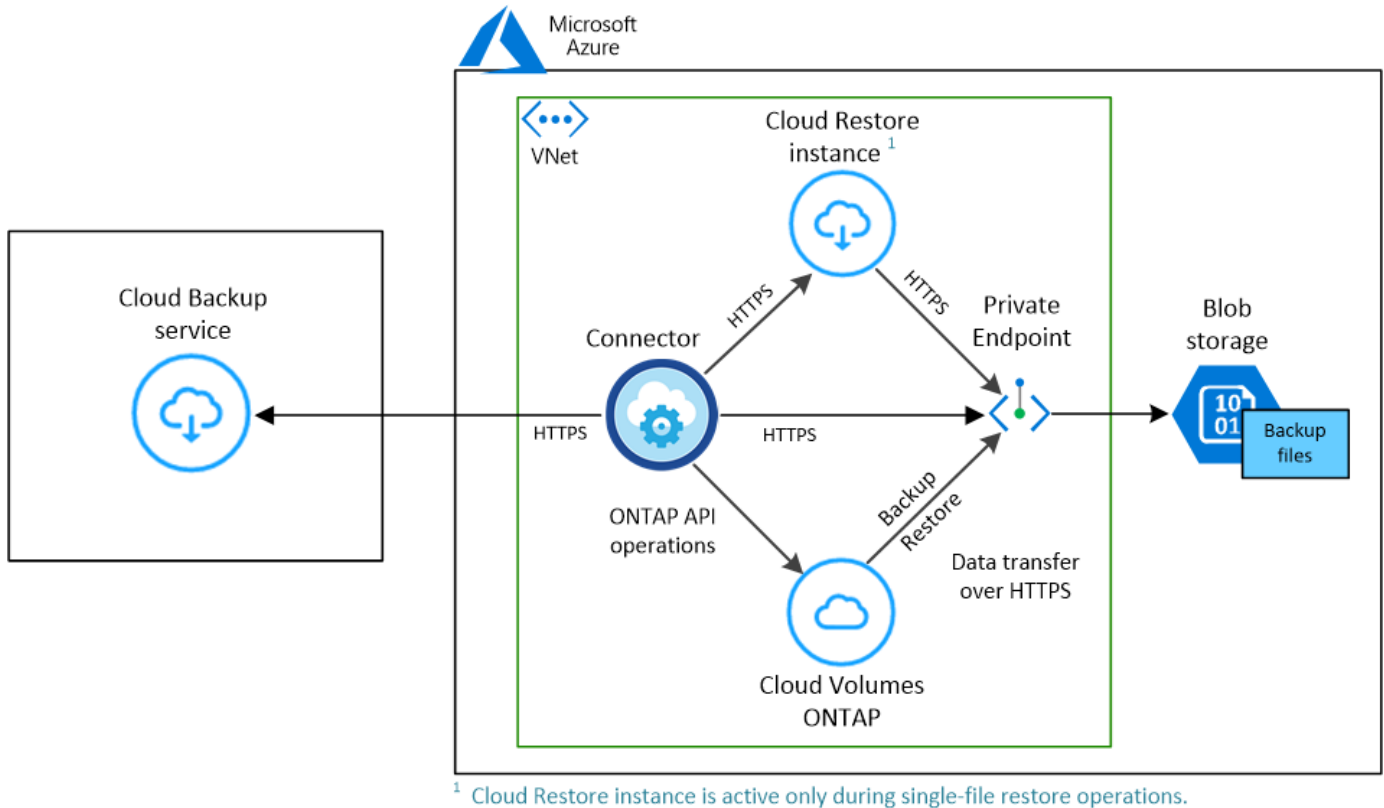 Microsoft
Azure
VNet
Cloud Restore
instance 1
Cloud Backup
service
Connector
HTTPS
HTTPS
Private
Endpoint
Blob
storage
HTTPS
HTTPS
10
01
Backup
files
ONTAP API
operations
Backup
Restore
Data transfer
over HTTPS
Cloud Volumes
ONTAP
1 Cloud Restore instance is active only during single-file restore operations.